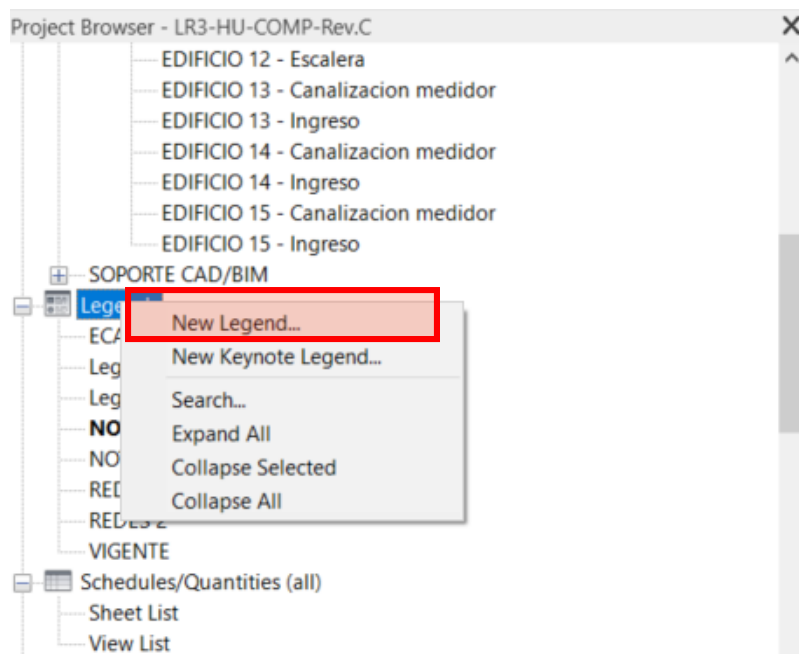 Project Browser - LR3-HU-COMP-Rev.C
EDIFICIO 12 - Escalera
EDIFICIO 13 - Canalizacion medidor
EDIFICIO 13 - Ingreso
EDIFICIO 14 - Canalizacion medidor
EDIFICIO 14 - Ingreso
EDIFICIO 15 - Canalizacion medidor
EDIFICIO 15 - Ingreso
SOPORTE CAD/BIM
New Legend...
New Keynote Legend...
Search...
Expand All
Collapse Selected
Collapse All
REDES 2
VIGENTE
Schedules/Quantities (all)
Sheet List
View List